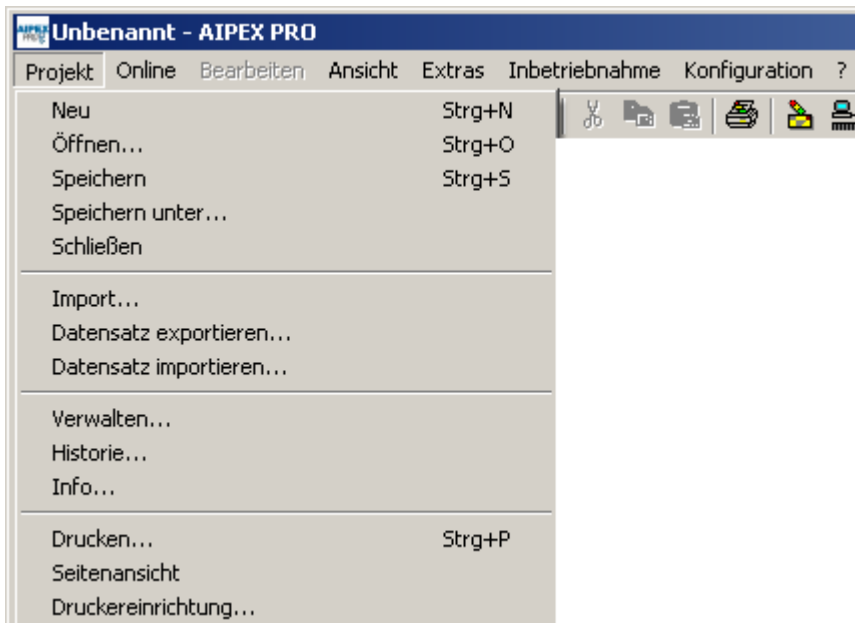 Unbenannt - AIPEX PRO
Projekt Online Bearbeiten Ansicht Extras Inbetriebnahme Konfiguration ?
Neu Strg+N
Öffnen... Strg+O
Speichern Strg+S
Speichern unter...
Schließen
Import...
Datensatz exportieren...
Datensatz importieren...
Verwalten...
Historie...
Info...
Drucken... Strg+P
Seitenansicht
Druckereinrichtung...